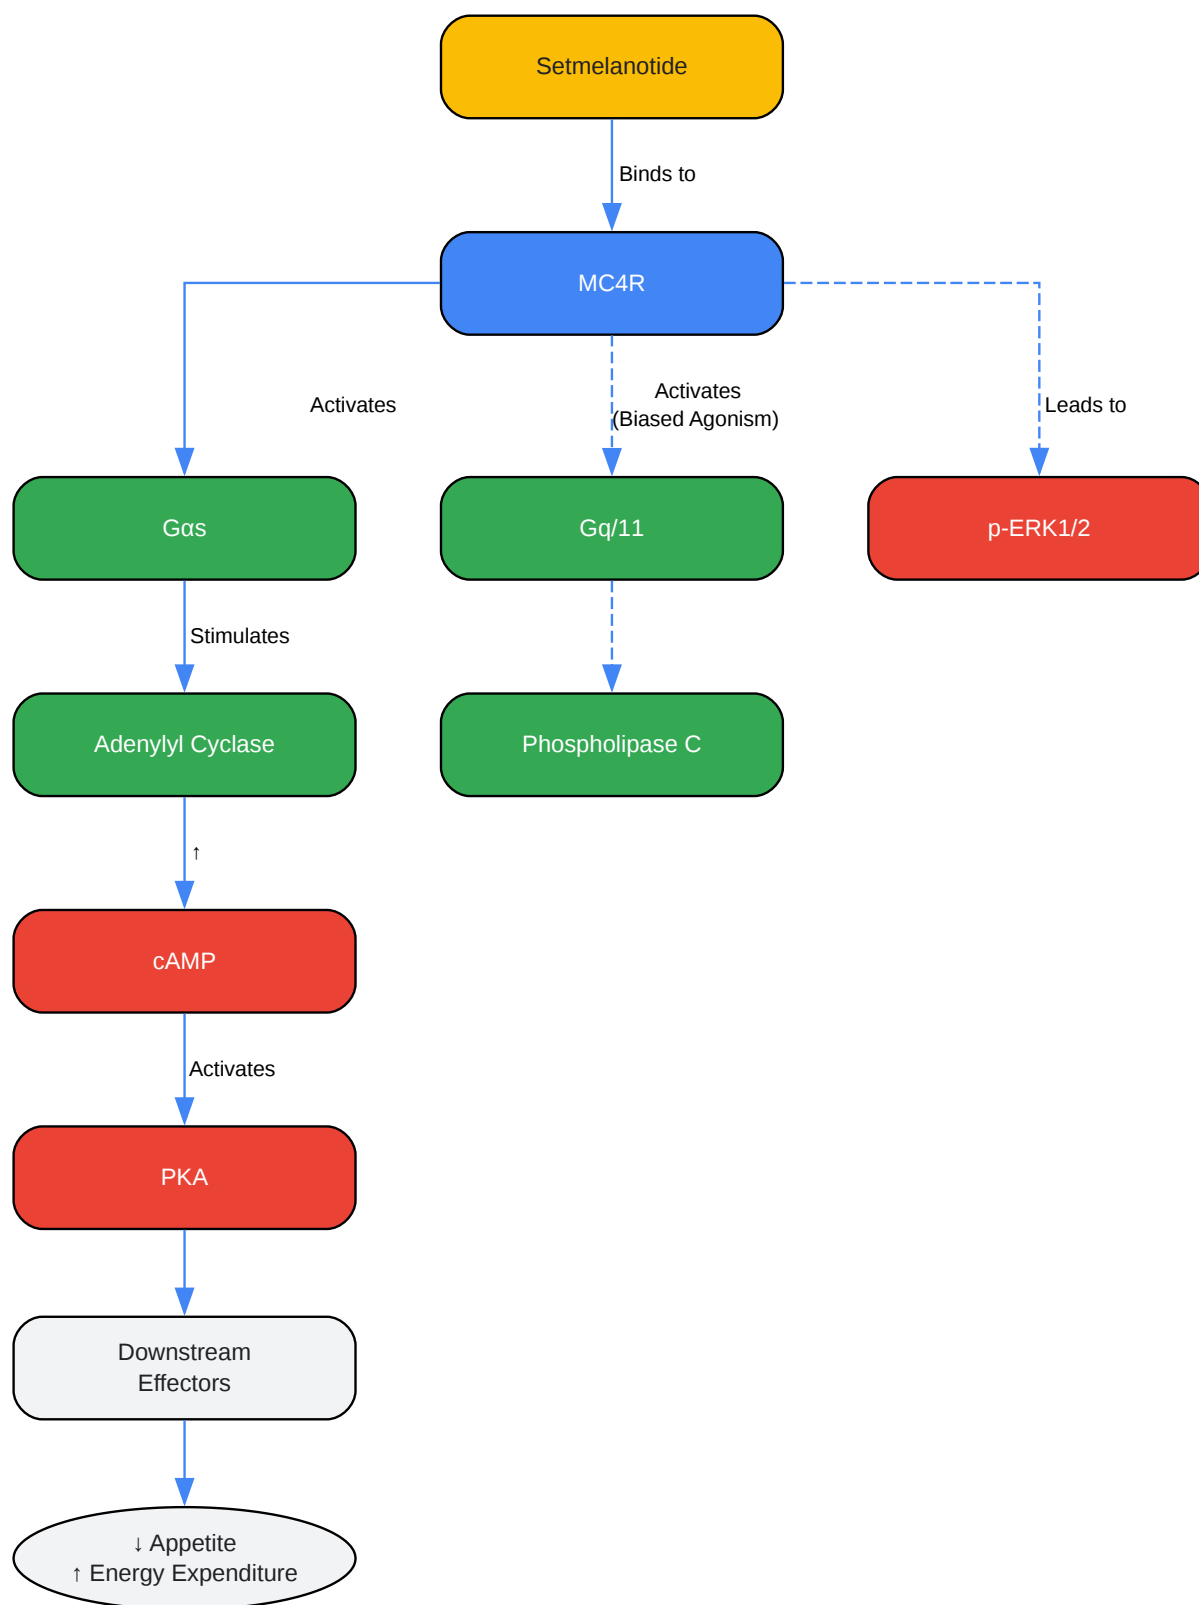 Setmelanotide
Binds to
MC4R
Activates
Activates
(Biased Agonism)
Leads to
Gαs
Gq/11
p-ERK1/2
Stimulates
Adenylyl Cyclase
Phospholipase C
↑
cAMP
Activates
PKA
Downstream
Effectors
↓ Appetite
↑ Energy Expenditure